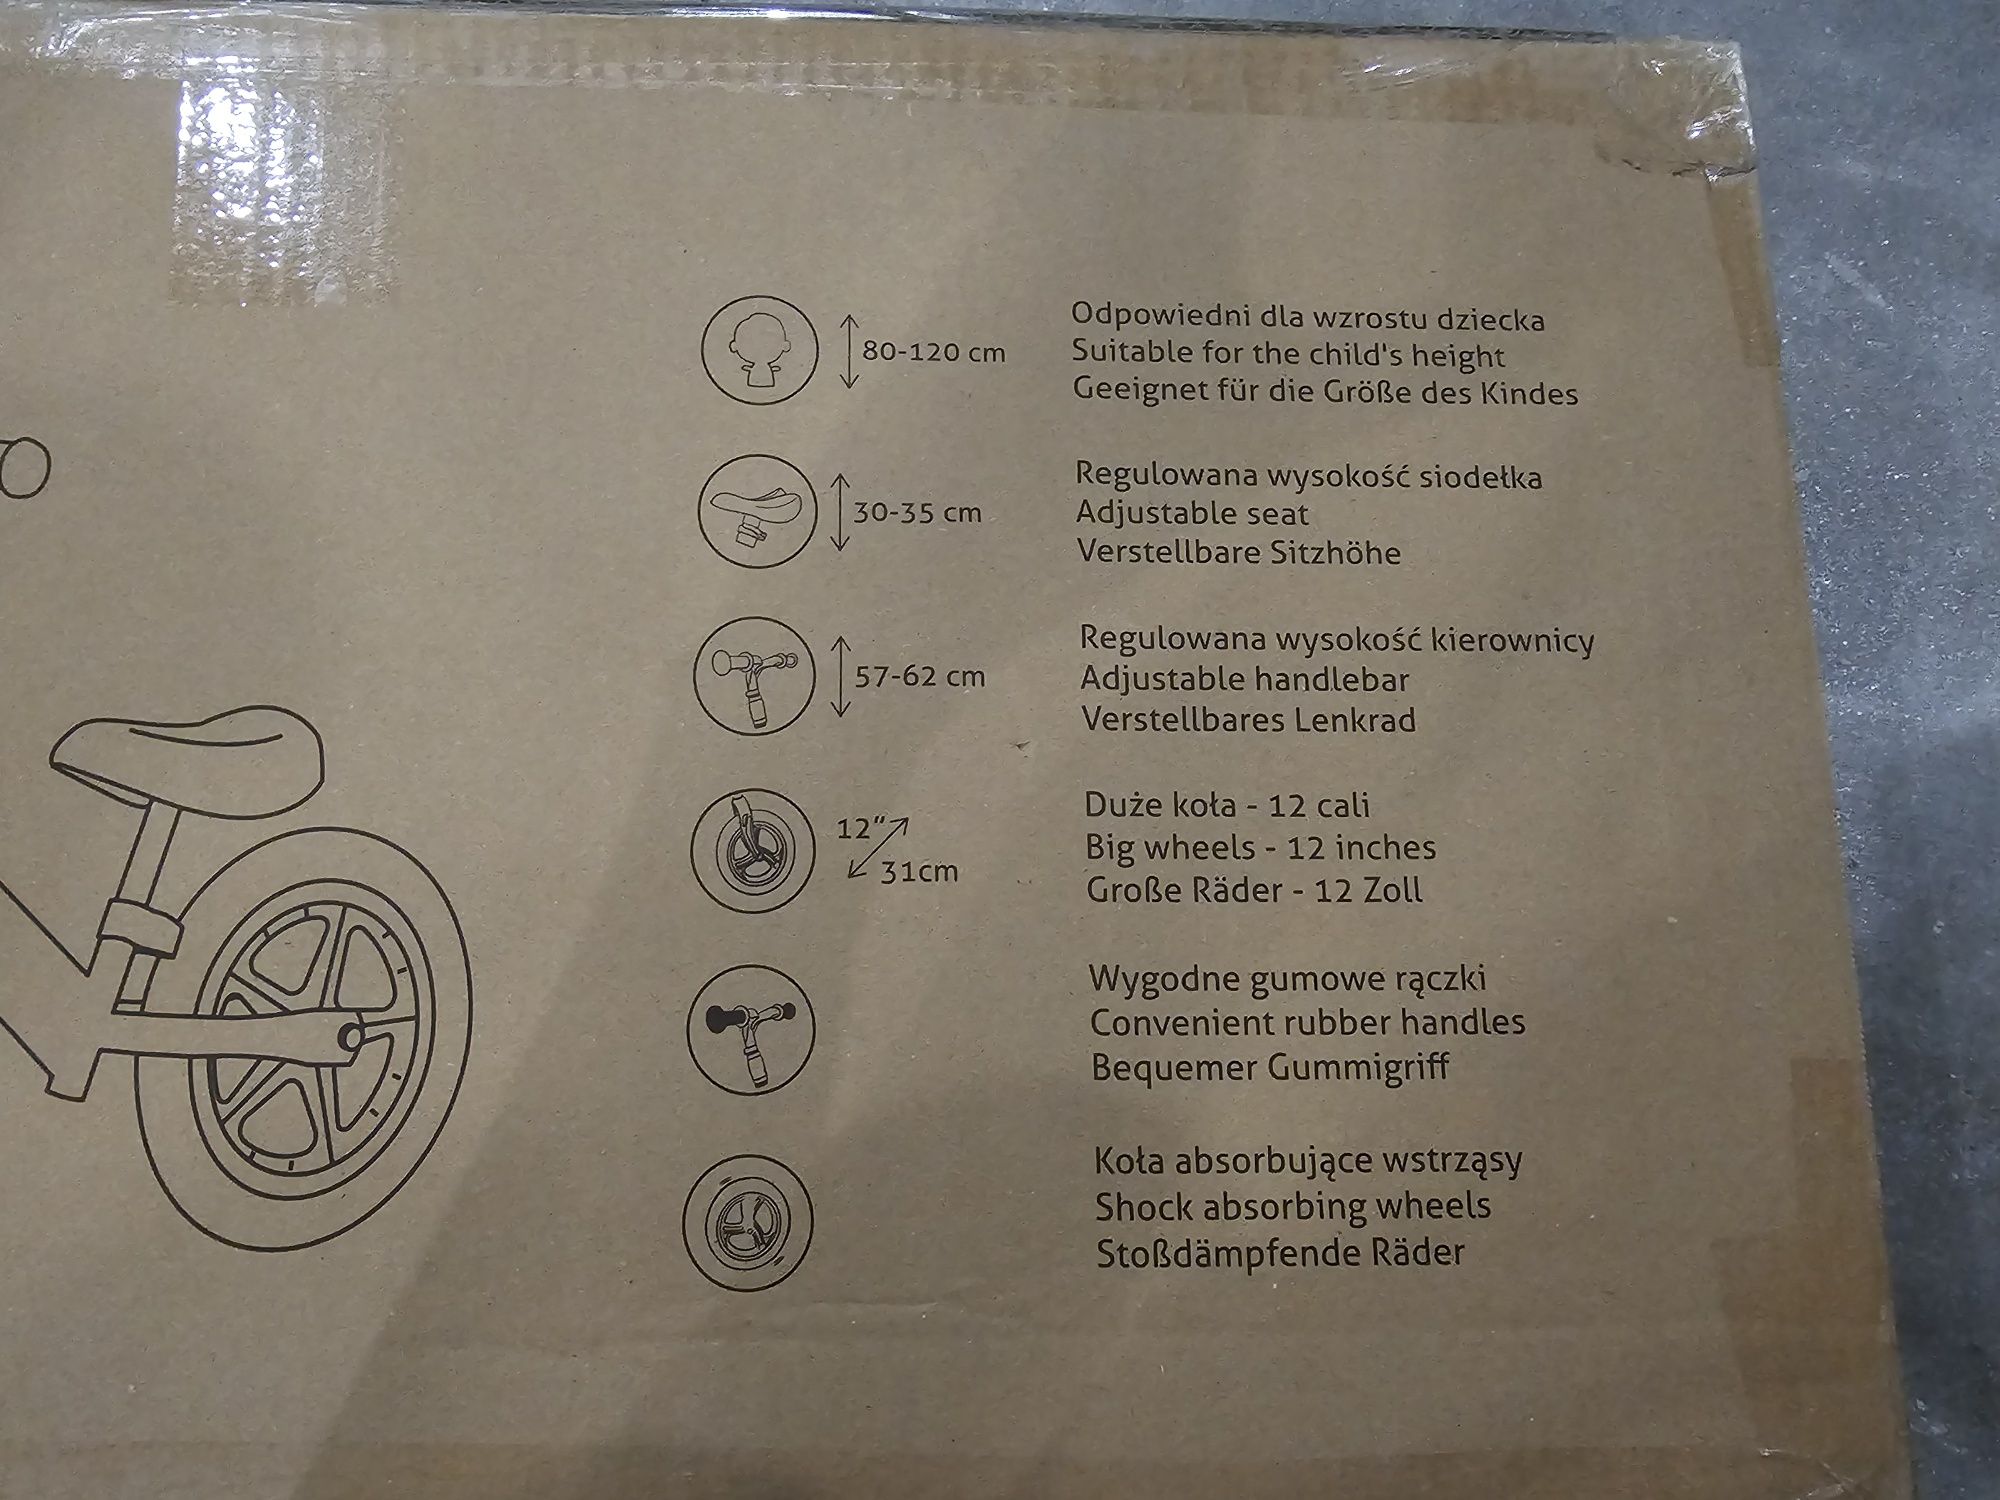 80-120 cm
Odpowiedni dla wzrostu dziecka
Suitable for the child's height
Geeignet für die Größe des Kindes
30-35 cm
Regulowana wysokość siodełka
Adjustable seat
Verstellbare Sitzhöhe
57-62 cm
Regulowana wysokość kierownicy
Adjustable handlebar
Verstellbares Lenkrad
12"
31cm
Duże koła - 12 cali
Big wheels - 12 inches
Große Räder - 12 Zoll
Wygodne gumowe rączki
Convenient rubber handles
Bequemer Gummigriff
Koła absorbujące wstrząsy
Shock absorbing wheels
Stoßdämpfende Räder